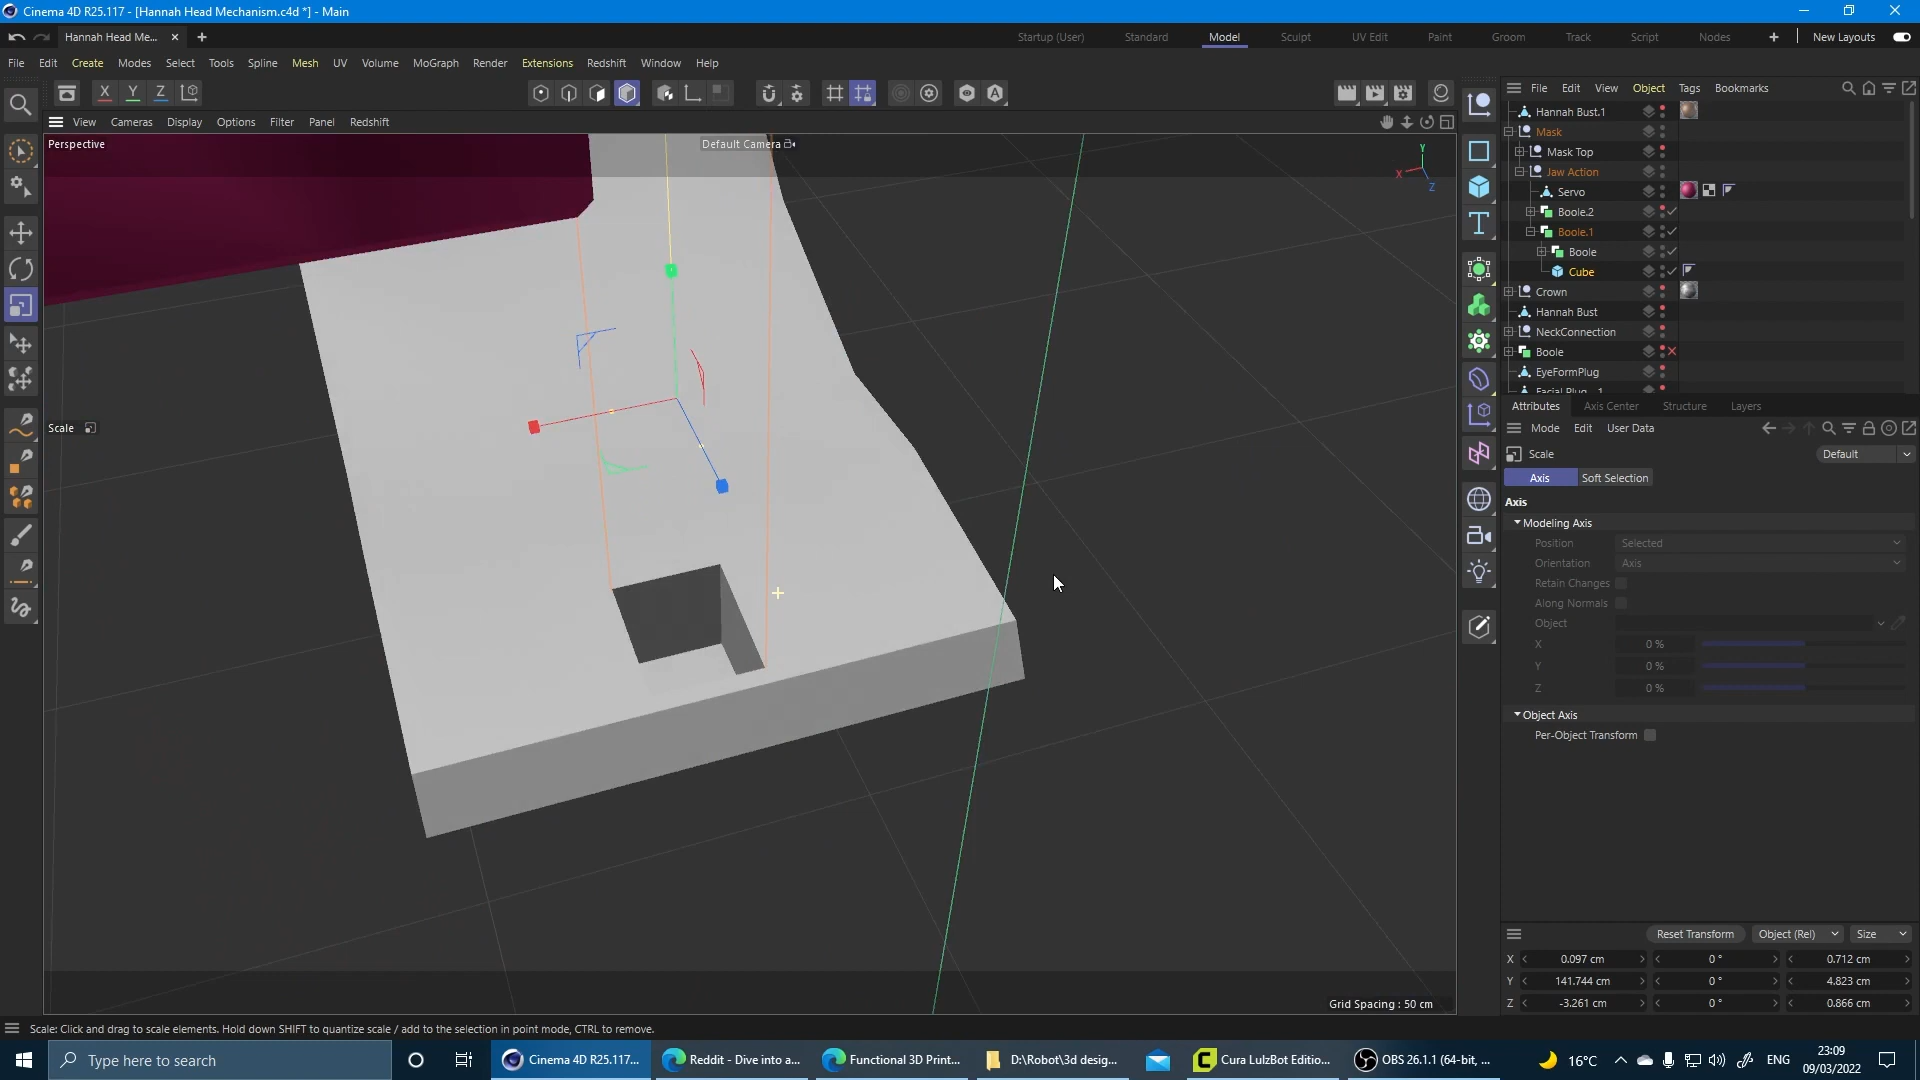 Cinema 4D R25.117 - [Hannah Head Mechanism.c4d *] - Main
Hannah Head Me... × +
Startup (User) Standard Model Sculpt UV Edit Paint Groom Track Script Nodes + New Layouts
File Edit Create Modes Select Tools Spline Mesh UV Volume MoGraph Render Extensions Redshift Window Help
X Y Z
File Edit View Object Tags Bookmarks
View Cameras Display Options Filter Panel Redshift
Perspective
Default Camera
Y
X
Z
Hannah Bust.1
Mask
Mask Top
Jaw Action
Servo
Boole.2
Boole.1
Boole
Cube
Crown
Hannah Bust
NeckConnection
Boole
EyeFormPlug
Scale
Attributes Axis Center Structure Layers
Mode Edit User Data
Scale Default
Axis Soft Selection
Axis
Modeling Axis
Position Selected
Orientation Axis
Retain Changes
Along Normals
Object
X 0 %
Y 0 %
Z 0 %
Object Axis
Per-Object Transform
Reset Transform Object (Rel) Size
X 0.097 cm 0 ° 0.712 cm
Y 141.744 cm 0 ° 4.823 cm
Z -3.261 cm 0 ° 0.866 cm
Grid Spacing : 50 cm
Scale: Click and drag to scale elements. Hold down SHIFT to quantize scale / add to the selection in point mode, CTRL to remove.
Type here to search
Cinema 4D R25.117...
Reddit - Dive into a...
Functional 3D Print...
D:\Robot\3d desig...
Cura LulzBot Editio...
OBS 26.1.1 (64-bit, ...
16°C
ENG
23:09
09/03/2022